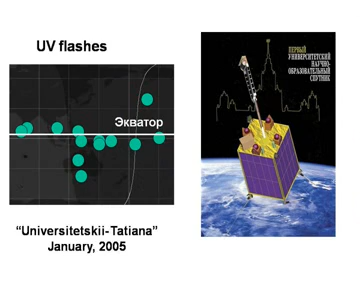 UV flashes
Экватор
“Universitetskii-Tatiana”
January, 2005
ПЕРВЫЙ
УНИВЕРСИТЕТСКИЙ
НАУЧНО-
ОБРАЗОВАТЕЛЬНЫЙ
СПУТНИК